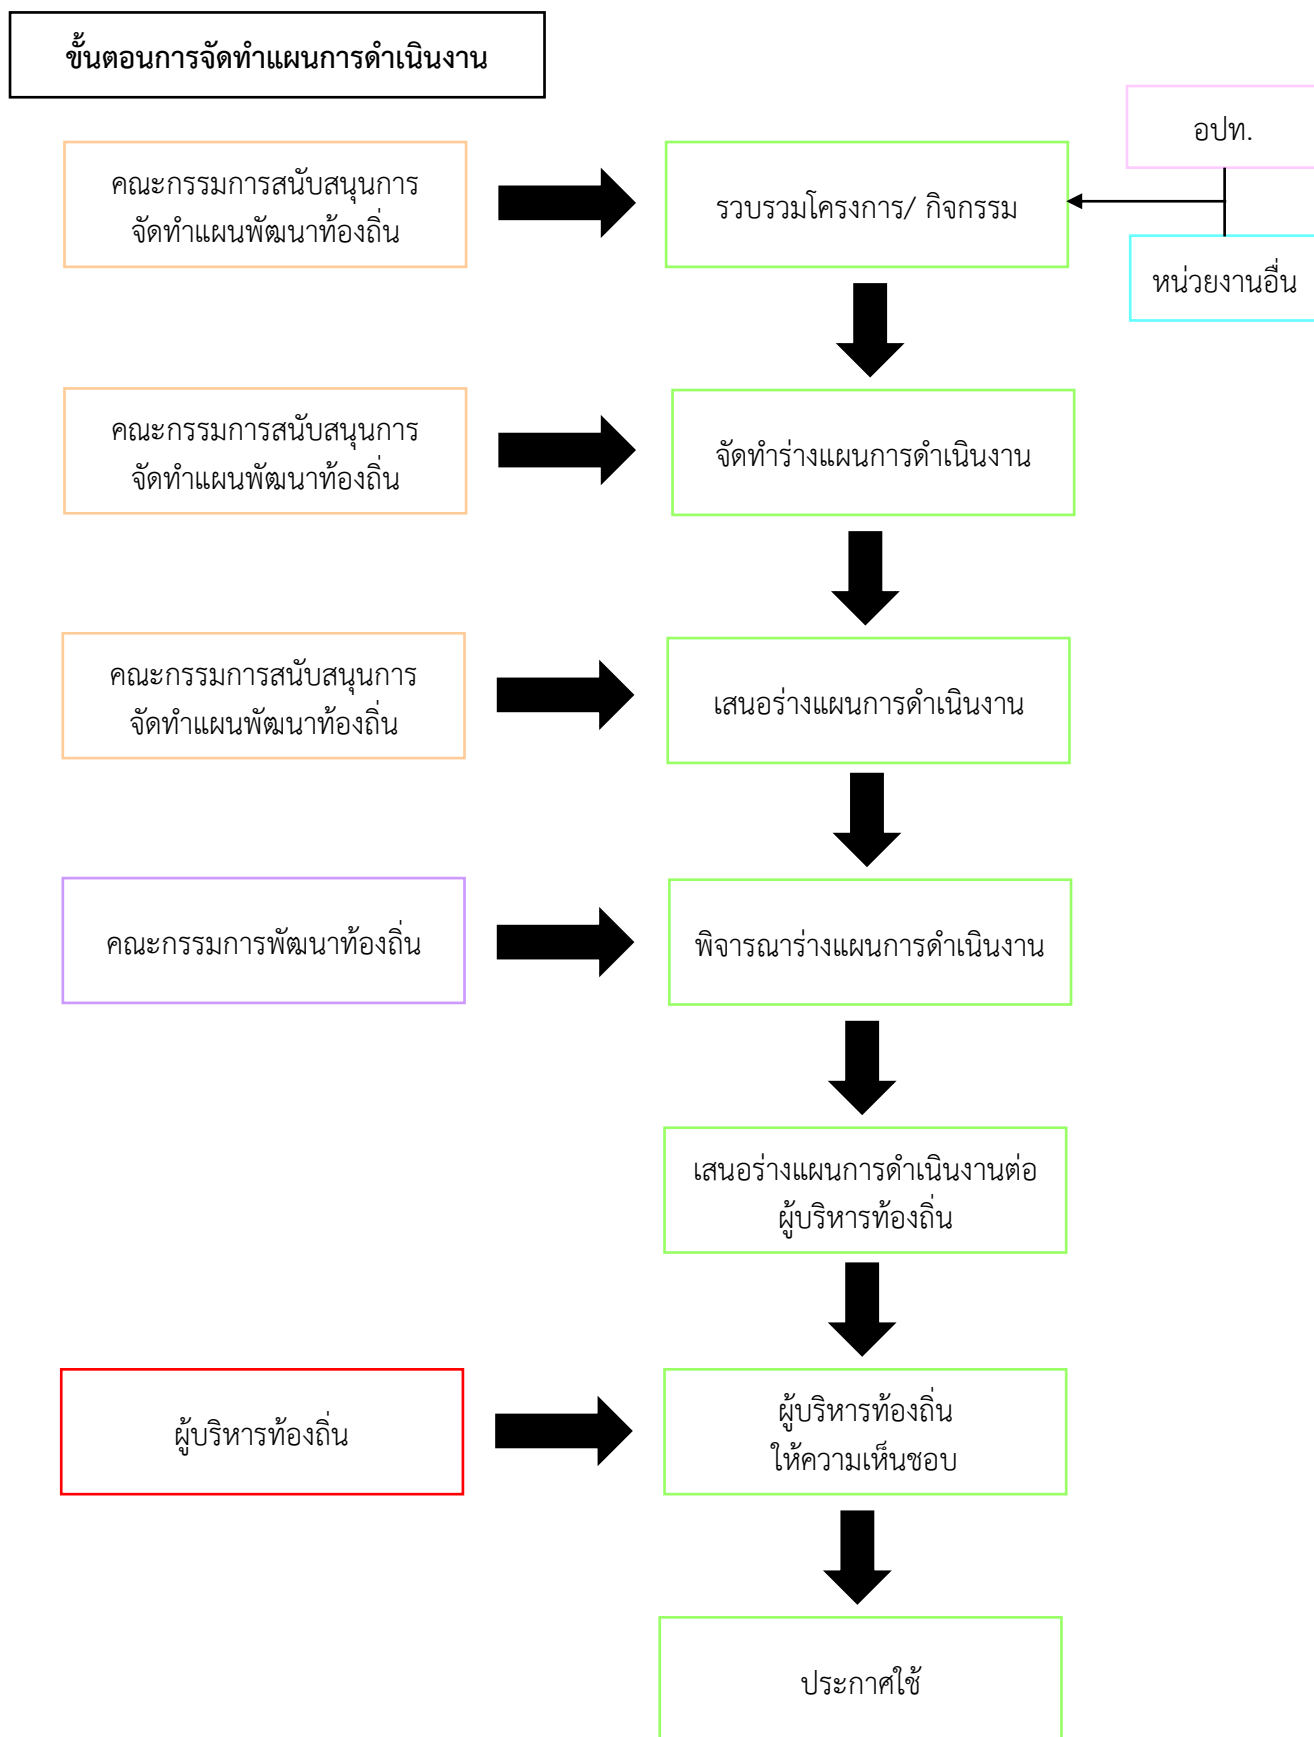 ขั้นตอนการจัดทำแผนการดำเนินงาน
อปท.
คณะกรรมการสนับสนุนการ
จัดทำแผนพัฒนาท้องถิ่น
รวบรวมโครงการ/ กิจกรรม
หน่วยงานอื่น
คณะกรรมการสนับสนุนการ
จัดทำแผนพัฒนาท้องถิ่น
จัดทำร่างแผนการดำเนินงาน
คณะกรรมการสนับสนุนการ
จัดทำแผนพัฒนาท้องถิ่น
เสนอร่างแผนการดำเนินงาน
คณะกรรมการพัฒนาท้องถิ่น
พิจารณาร่างแผนการดำเนินงาน
เสนอร่างแผนการดำเนินงานต่อ
ผู้บริหารท้องถิ่น
ผู้บริหารท้องถิ่น
ผู้บริหารท้องถิ่น
ให้ความเห็นชอบ
ประกาศใช้